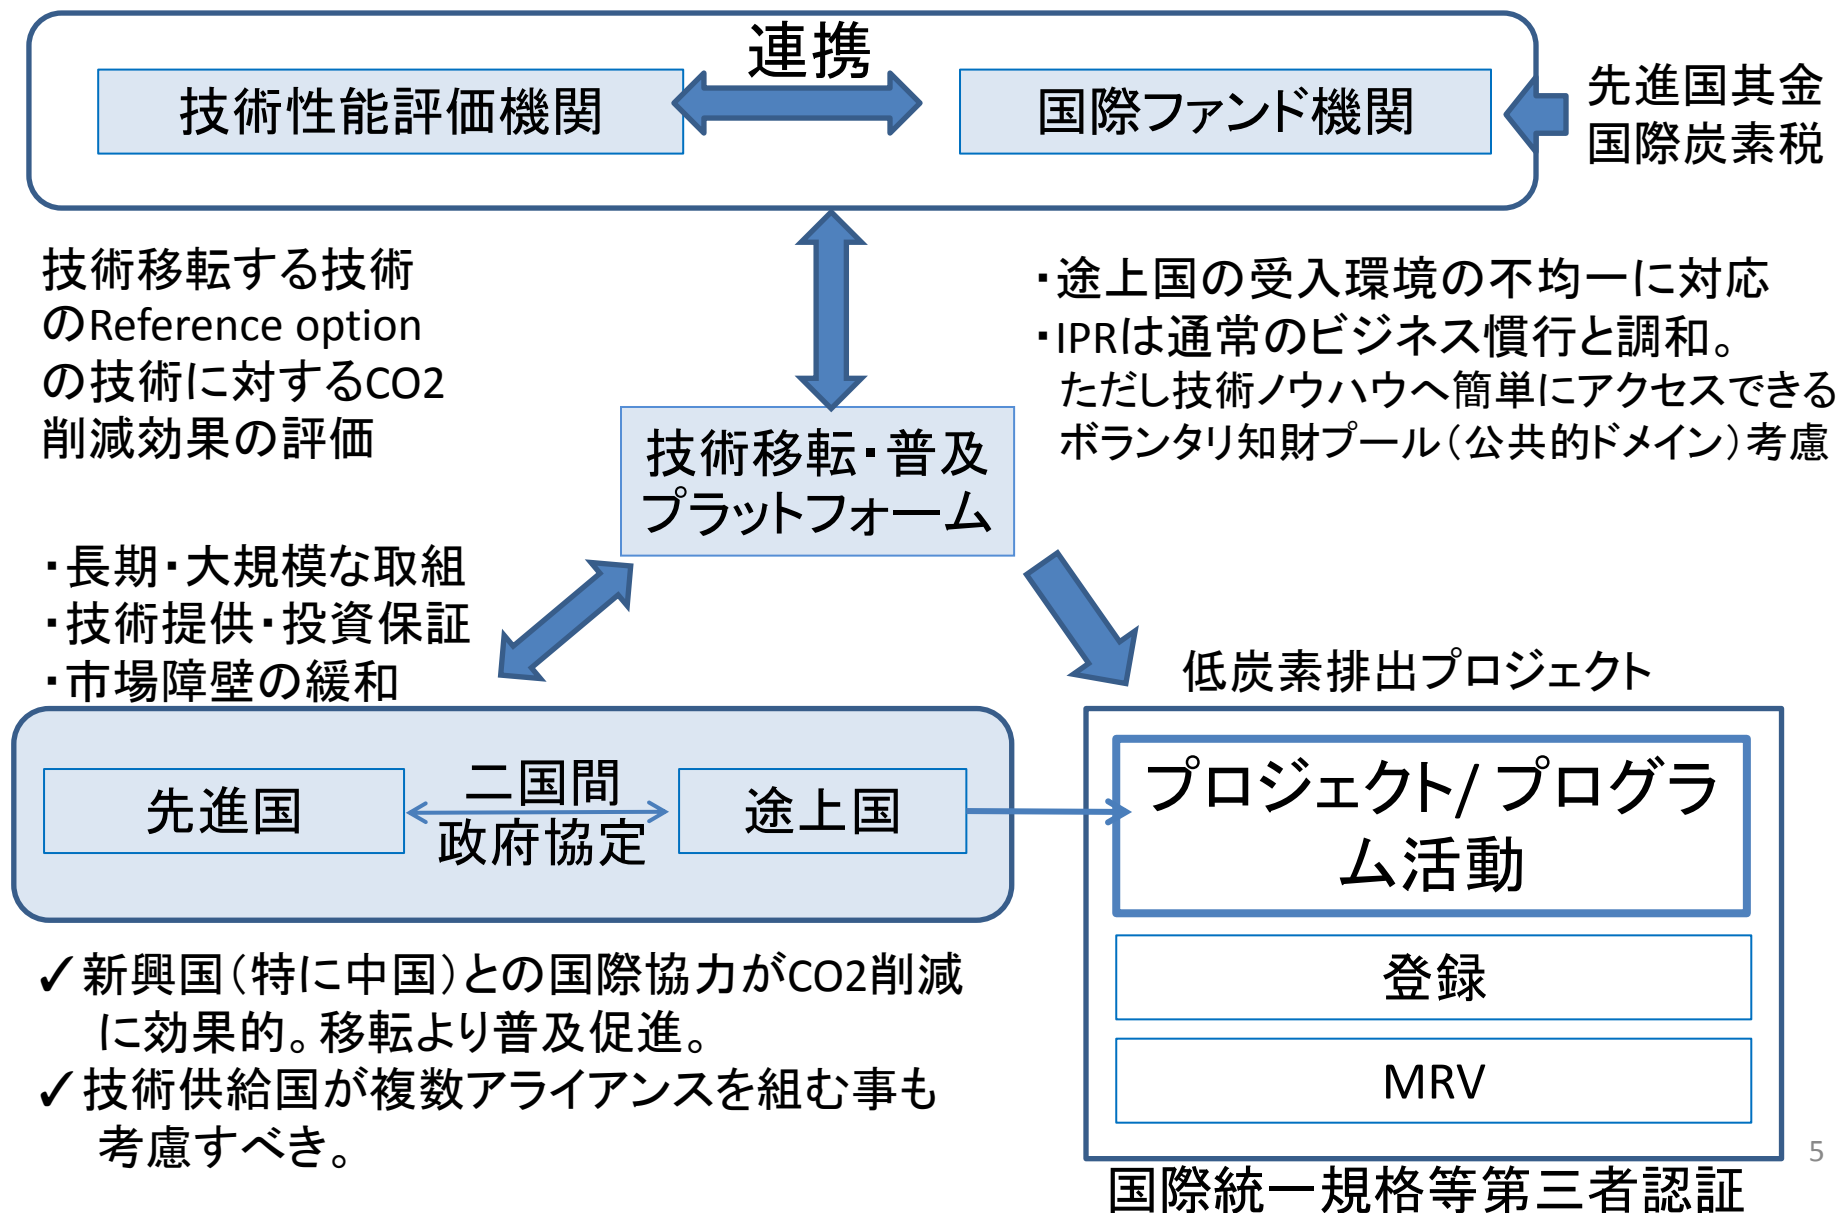 連携
技術性能評価機関
国際ファンド機関
先進国其金
国際炭素税
技術移転する技術
のReference option
の技術に対するCO2
削減効果の評価
・途上国の受入環境の不均一に対応
・IPRは通常のビジネス慣行と調和。
ただし技術ノウハウへ簡単にアクセスできる
ボランタリ知財プール（公共的ドメイン）考慮
技術移転・普及
プラットフォーム
・長期・大規模な取組
・技術提供・投資保証
・市場障壁の緩和
先進国
二国間
政府協定
途上国
低炭素排出プロジェクト
プロジェクト/ プログラ
ム活動
登録
MRV
国際統一規格等第三者認証
✓新興国（特に中国）との国際協力がCO2削減
に効果的。移転より普及促進。
✓技術供給国が複数アライアンスを組む事も
考慮すべき。
5